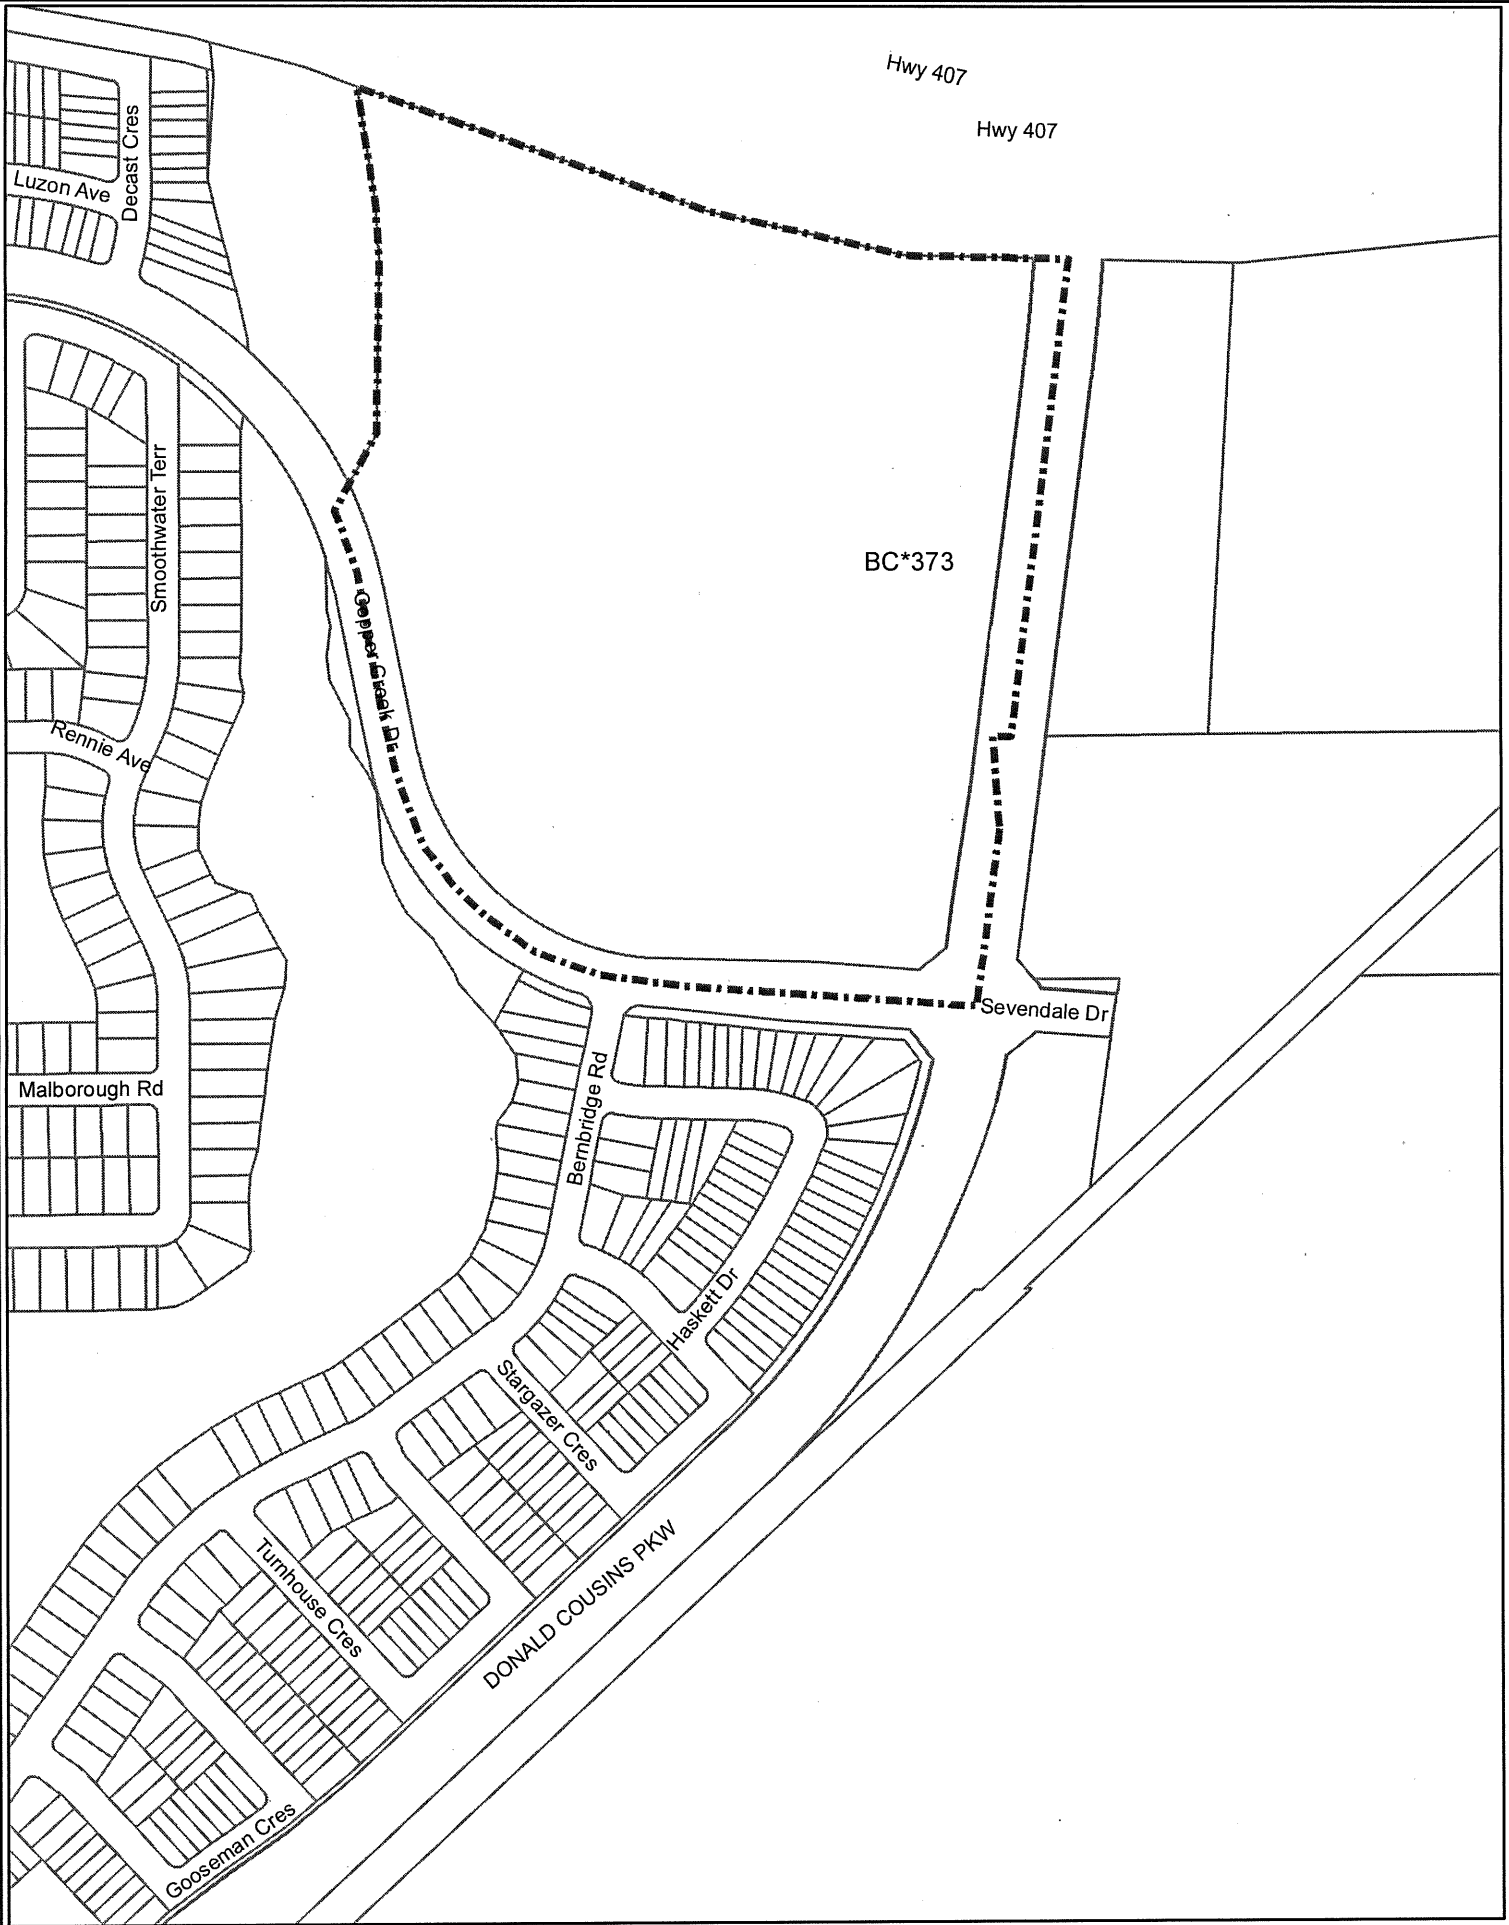 Hwy 407
Hwy 407
Decast Cres
Luzon Ave
Smoothwater Terr
BC*373
Copper Creek Dr
Rennie Ave
Sevendale Dr
Malborough Rd
Bernbridge Rd
Haskett Dr
Stargazer Cres
Turnhouse Cres
DONALD COUSINS PKW
Gooseman Cres